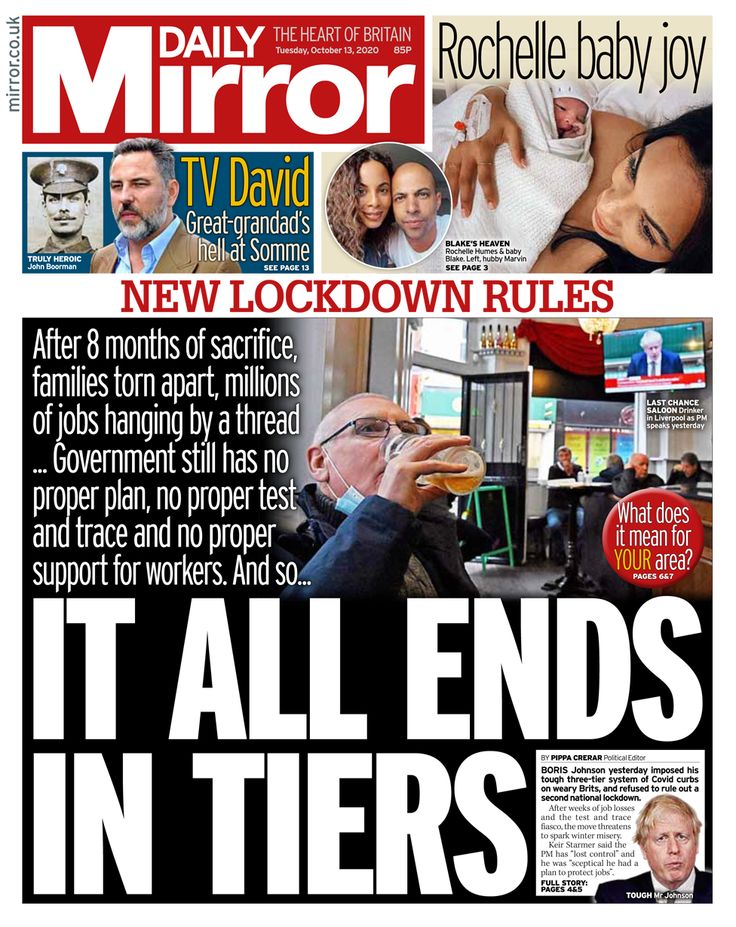 mirror.co.uk
DAILY
Mirror
THE HEART OF BRITAIN
Tuesday, October 13, 2020 85P
Rochelle baby joy
TV David
Great-grandad's
hell at Somme
SEE PAGE 13
TRULY HEROIC
John Boorman
BLAKE'S HEAVEN
Rochelle Humes & baby
Blake. Left, hubby Marvin
SEE PAGE 3
NEW LOCKDOWN RULES
After 8 months of sacrifice,
families torn apart, millions
of jobs hanging by a thread
... Government still has no
proper plan, no proper test
and trace and no proper
support for workers. And so...
LAST CHANCE
SALOON Drinker
in Liverpool as PM
speaks yesterday
What does
it mean for
YOUR area?
PAGES 6&7
IT ALL ENDS
IN TIERS
BY PIPPA CRERAR Political Editor
BORIS Johnson yesterday imposed his
tough three-tier system of Covid curbs
on weary Brits, and refused to rule out a
second national lockdown.
After weeks of job losses
and the test and trace
fiasco, the move threatens
to spark winter misery.
Keir Starmer said the
PM has "lost control" and
he was "sceptical he had a
plan to protect jobs".
FULL STORY:
PAGES 4&5
TOUGH Mr Johnson